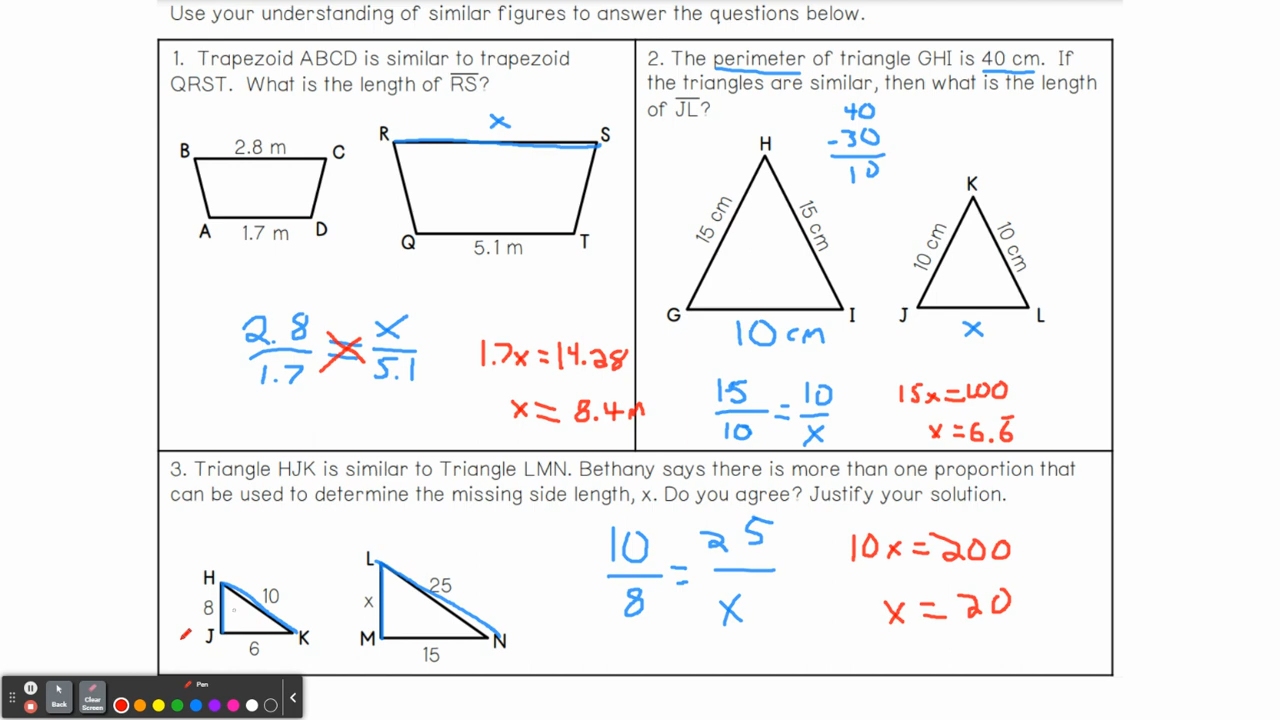 Use your understanding of similar figures to answer the questions below.
1. Trapezoid ABCD is similar to trapezoid
QRST. What is the length of RS?
x
R
S
B
2.8 m
C
A
1.7 m
D
Q
5.1 m
T
2.8/1.7 = x/5.1
1.7x = 14.28
x = 8.4 m
2. The perimeter of triangle GHI is 40 cm. If
the triangles are similar, then what is the length
of JL?
40
-30
10
H
15 cm
15 cm
G
I
10 cm
K
10 cm
10 cm
J
L
x
15/10 = 10/x
15x = 100
x = 6.6̅
3. Triangle HJK is similar to Triangle LMN. Bethany says there is more than one proportion that
can be used to determine the missing side length, x. Do you agree? Justify your solution.
H
10
8
J
K
6
L
25
x
M
N
15
10/8 = 25/x
10x = 200
x = 20
Pen
Back
Clear
Screen